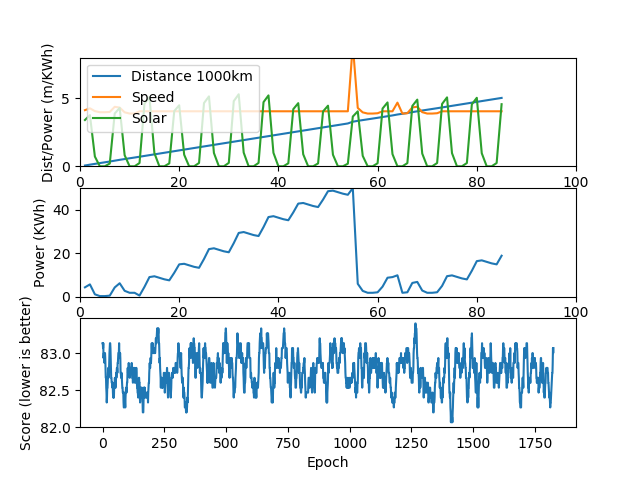 Dist/Power (m/KWh)
5
0
Distance 1000km
Speed
Solar
0 20 40 60 80 100
Power (KWh)
40
20
0
0 20 40 60 80 100
Score (lower is better)
83.0
82.5
82.0
0 250 500 750 1000 1250 1500 1750
Epoch